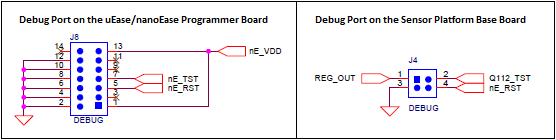 Debug Port on the uEase/nanoEase Programmer Board
J8
14
12
10
8
6
4
2
13
11
9
7
5
3
1
nE_VDD
nE_TST
nE_RST
DEBUG
Debug Port on the Sensor Platform Base Board
J4
REG_OUT
1
3
2
4
Q112_TST
nE_RST
DEBUG